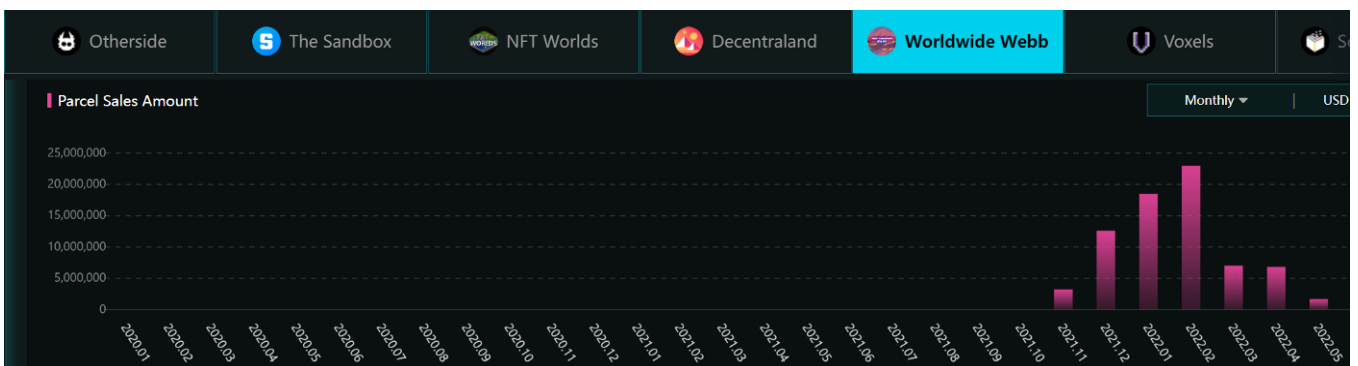 Otherside The Sandbox NFT Worlds Decentraland Worldwide Webb Voxels
Parcel Sales Amount Monthly | USD
25,000,000
20,000,000
15,000,000
10,000,000
5,000,000
0
2020.01 2020.02 2020.03 2020.04 2020.05 2020.06 2020.07 2020.08 2020.09 2020.10 2020.11 2020.12 2021.01 2021.02 2021.03 2021.04 2021.05 2021.06 2021.07 2021.08 2021.09 2021.10 2021.11 2021.12 2022.01 2022.02 2022.03 2022.04 2022.05